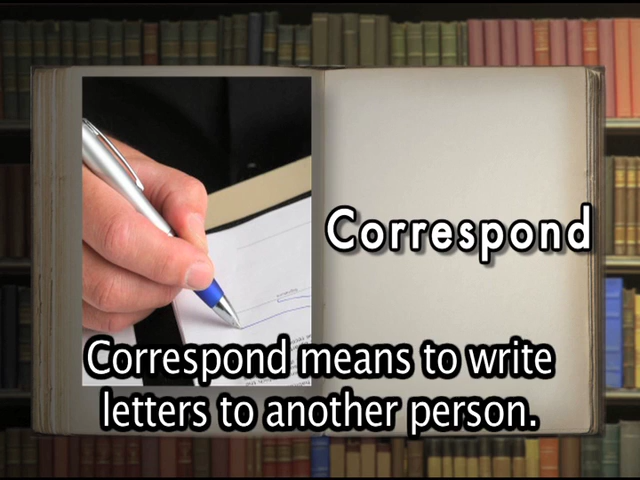 Correspond
Correspond means to write
letters to another person.